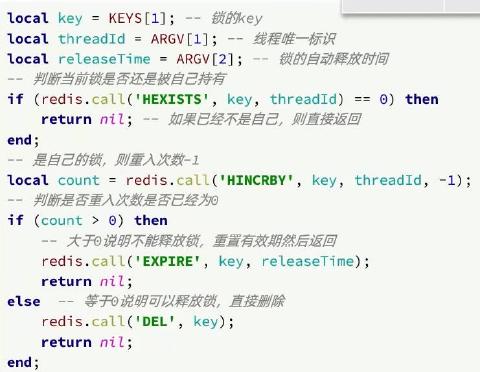 local key = KEYS[1]; -- 锁的key
local threadId = ARGV[1]; -- 线程唯一标识
local releaseTime = ARGV[2]; -- 锁的自动释放时间
-- 判断当前锁是否还是被自己持有
if (redis.call('HEXISTS', key, threadId) == 0) then
    return nil; -- 如果已经不是自己，则直接返回
end;
-- 是自己的锁，则重入次数-1
local count = redis.call('HINCRBY', key, threadId, -1);
-- 判断是否重入次数是否已经为0
if (count > 0) then
    -- 大于0说明不能释放锁，重置有效期然后返回
    redis.call('EXPIRE', key, releaseTime);
    return nil;
else  -- 等于0说明可以释放锁，直接删除
    redis.call('DEL', key);
    return nil;
end;